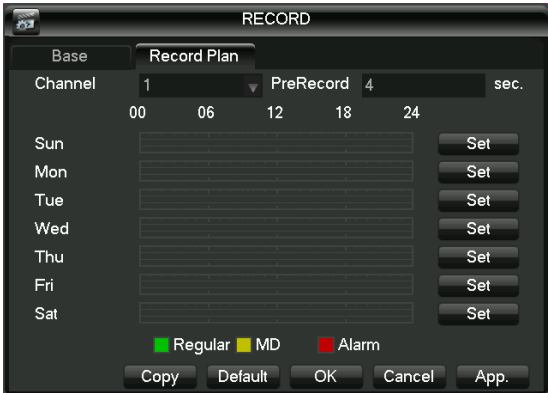 RECORD
Base Record Plan
Channel 1 PreRecord 4 sec.
00 06 12 18 24
Sun Set
Mon Set
Tue Set
Wed Set
Thu Set
Fri Set
Sat Set
Regular MD Alarm
Copy Default OK Cancel App.